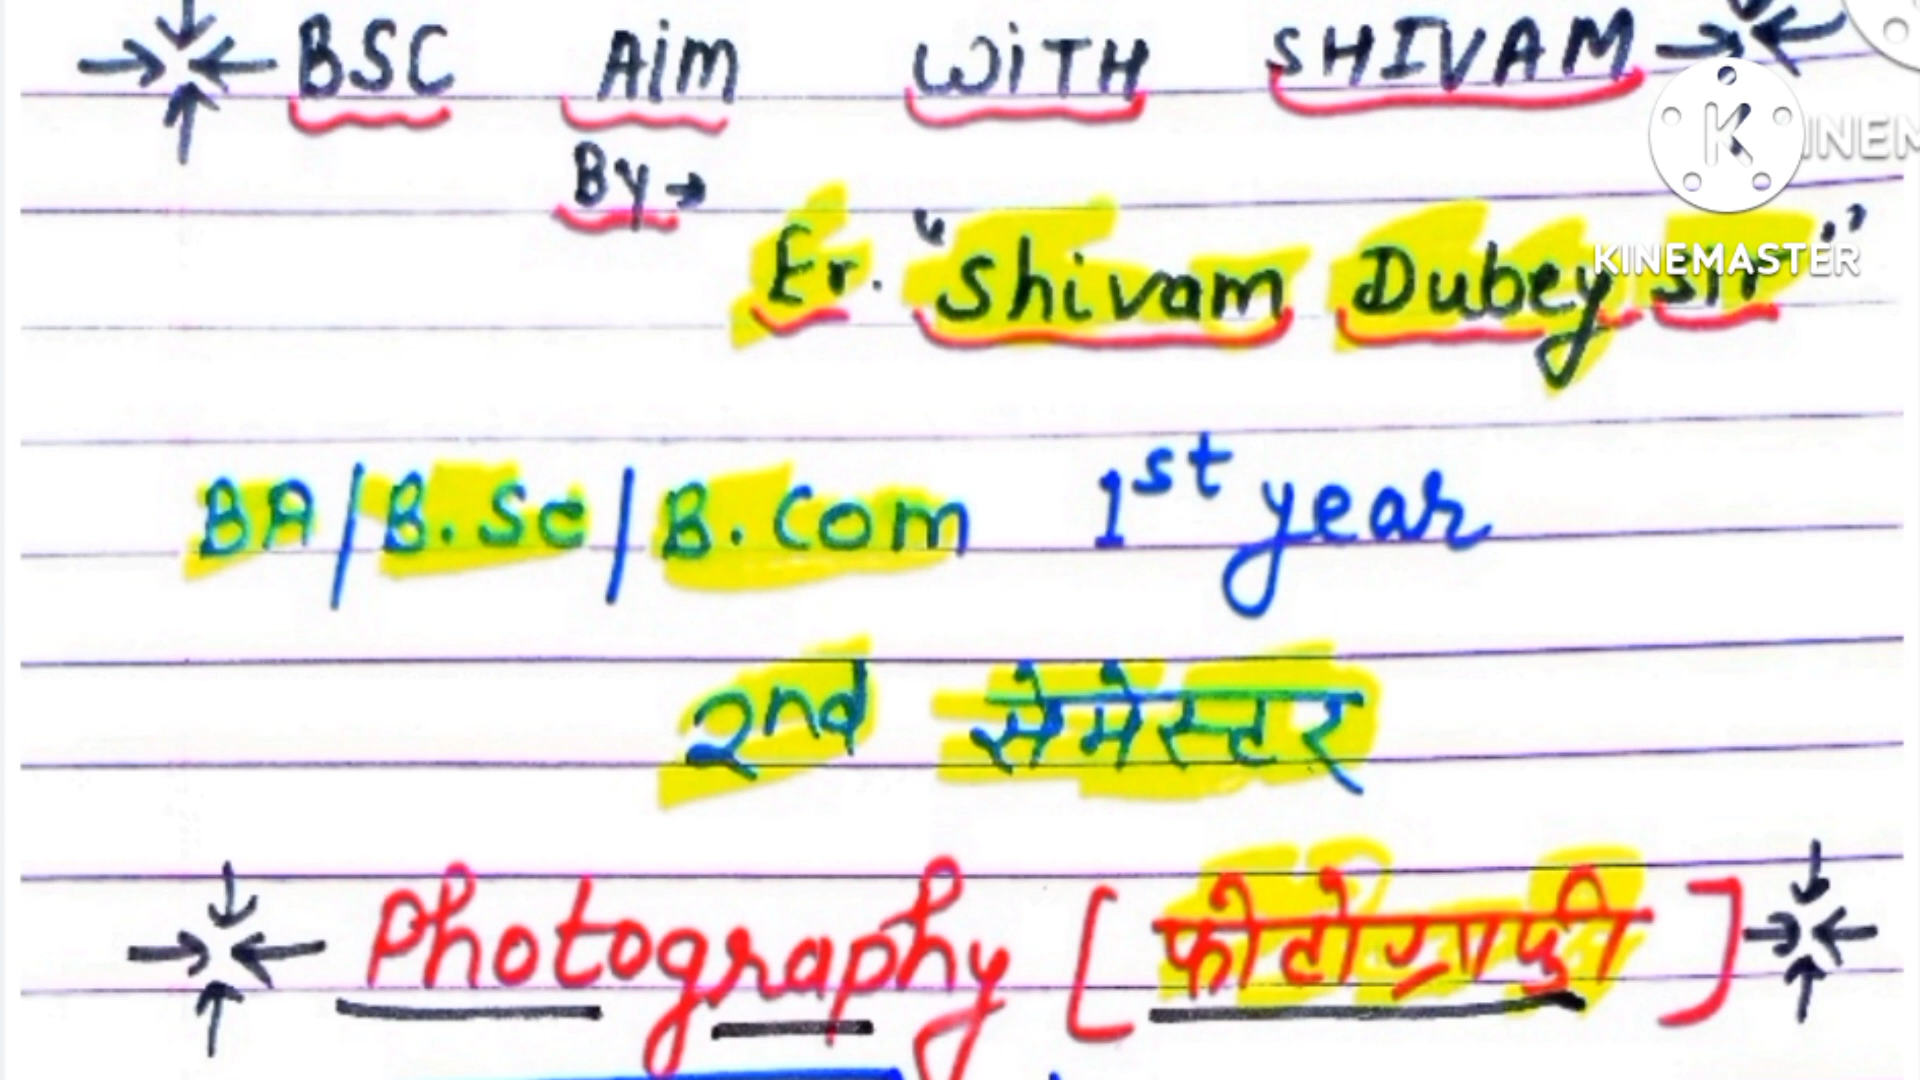 BSC AiM WiTH SHIVAM
By→
Er. "Shivam Dubey sir"
KINEMASTER
BA/B.Sc/B.Com 1st year
2nd सेमेस्टर
Photography [फोटोग्राफी]